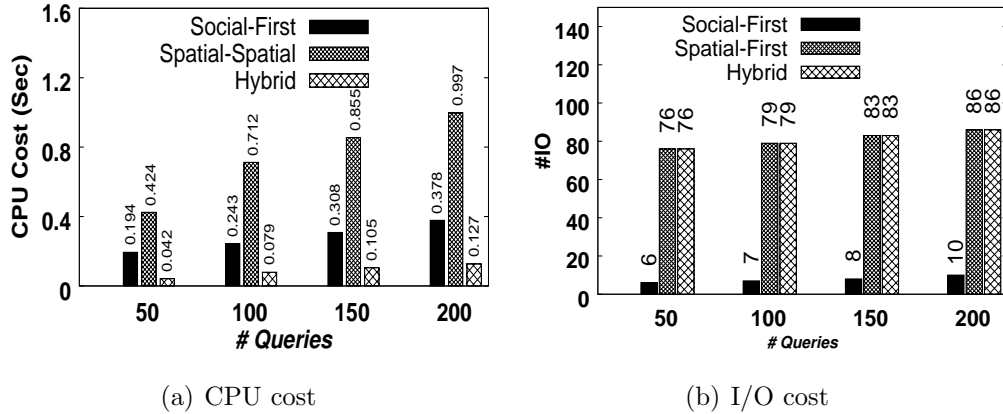 CPU Cost (Sec)
1.6
1.2
0.8
0.4
0
Social-First
Spatial-Spatial
Hybrid
0.194
0.424
0.042
0.243
0.712
0.079
0.308
0.855
0.105
0.378
0.997
0.127
50 100 150 200
# Queries
(a) CPU cost
#IO
140
120
100
80
60
40
20
0
Social-First
Spatial-First
Hybrid
6
76
76
7
79
79
8
83
83
10
86
86
50 100 150 200
# Queries
(b) I/O cost